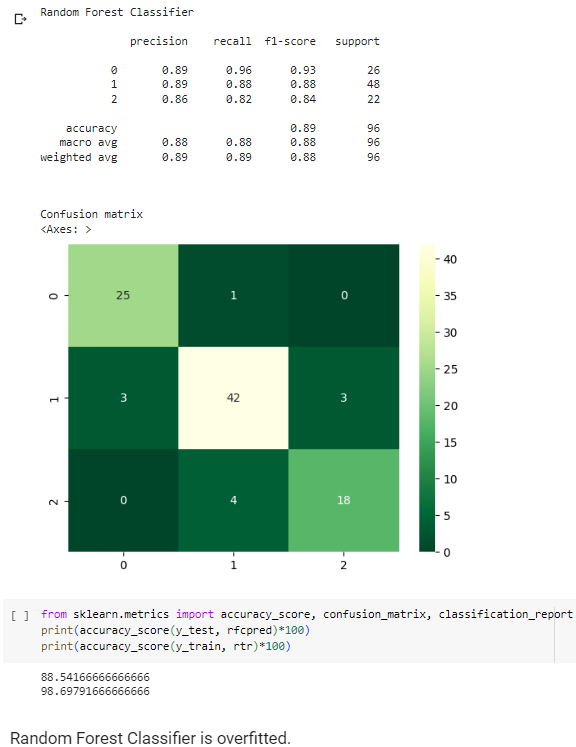 Random Forest Classifier
precision recall f1-score support
0 0.89 0.96 0.93 26
1 0.89 0.88 0.88 48
2 0.86 0.82 0.84 22
accuracy 0.89 96
macro avg 0.88 0.88 0.88 96
weighted avg 0.89 0.89 0.88 96
Confusion matrix
<Axes: >
0 25 1 0
1 3 42 3
2 0 4 18
0 1 2
40
35
30
25
20
15
10
5
0
[ ] from sklearn.metrics import accuracy_score, confusion_matrix, classification_report
print(accuracy_score(y_test, rfcpred)*100)
print(accuracy_score(y_train, rtr)*100)
88.54166666666666
98.69791666666666
Random Forest Classifier is overfitted.